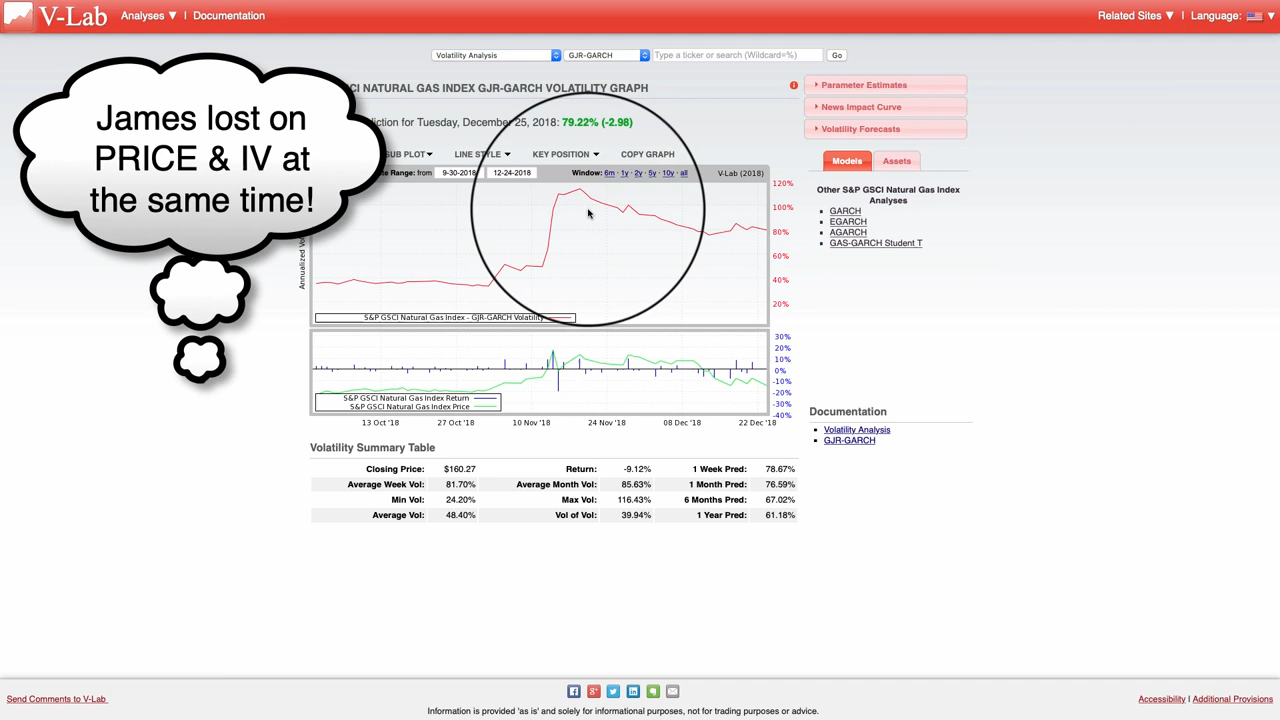 V-Lab
Analyses ▼ | Documentation
Related Sites ▼ | Language: ▼
Volatility Analysis
GJR-GARCH
Type a ticker or search (Wildcard=%)
Go
James lost on
PRICE & IV at
the same time!
CI NATURAL GAS INDEX GJR-GARCH VOLATILITY GRAPH
diction for Tuesday, December 25, 2018: 79.22% (-2.98)
SUB PLOT▾ LINE STYLE ▾ KEY POSITION ▾ COPY GRAPH
e Range: from 9-30-2018 12-24-2018 Window: 6m · 1y · 2y · 5y · 10y · all V-Lab (2018)
120%
100%
80%
60%
40%
20%
Annualized Vo
S&P GSCI Natural Gas Index - GJR-GARCH Volatility
30%
20%
10%
0%
-10%
-20%
-30%
-40%
S&P GSCI Natural Gas Index Return
S&P GSCI Natural Gas Index Price
13 Oct '18 27 Oct '18 10 Nov '18 24 Nov '18 08 Dec '18 22 Dec '18
Volatility Summary Table
Closing Price: $160.27 Return: -9.12% 1 Week Pred: 78.67%
Average Week Vol: 81.70% Average Month Vol: 85.63% 1 Month Pred: 76.59%
Min Vol: 24.20% Max Vol: 116.43% 6 Months Pred: 67.02%
Average Vol: 48.40% Vol of Vol: 39.94% 1 Year Pred: 61.18%
Parameter Estimates
News Impact Curve
Volatility Forecasts
Models Assets
Other S&P GSCI Natural Gas Index
Analyses
GARCH
EGARCH
AGARCH
GAS-GARCH Student T
Documentation
Volatility Analysis
GJR-GARCH
Send Comments to V-Lab
Accessibility | Additional Provisions
Information is provided 'as is' and solely for informational purposes, not for trading purposes or advice.